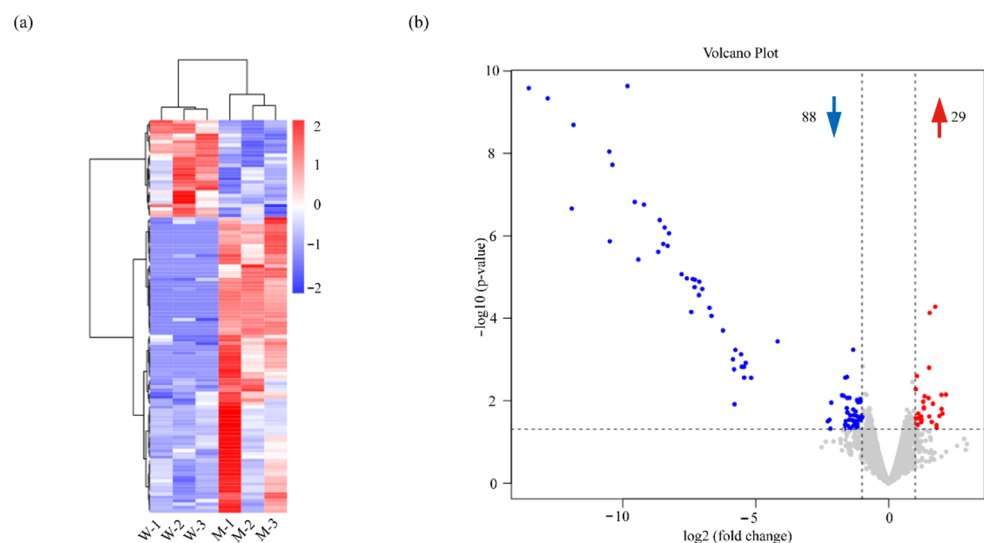 (a)
(b)
2
1
0
−1
−2
W-1 W-2 W-3 M-1 M-2 M-3
Volcano Plot
10
8
6
4
2
0
-log10 (p-value)
88
29
−10 −5 0
log2 (fold change)